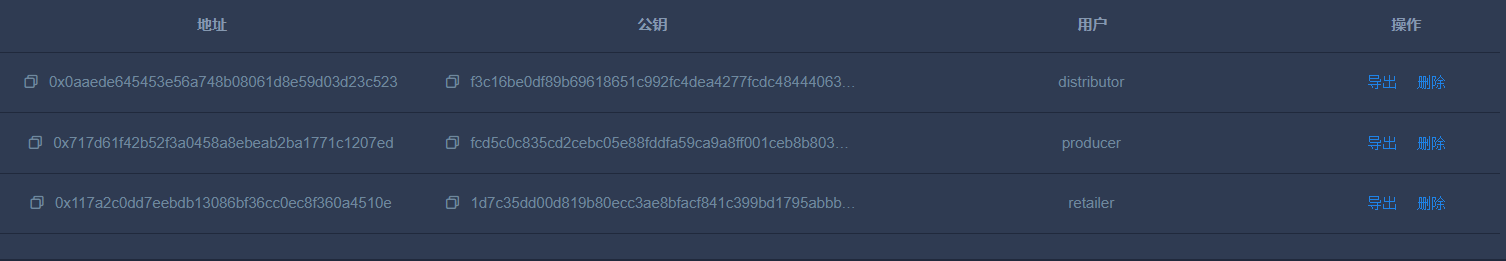 地址 公钥 用户 操作
0x0aaede645453e56a748b08061d8e59d03d23c523 f3c16be0df89b69618651c992fc4dea4277fcdc48444063... distributor 导出 删除
0x717d61f42b52f3a0458a8ebeab2ba1771c1207ed fcd5c0c835cd2cebc05e88fddfa59ca9a8ff001ceb8b803... producer 导出 删除
0x117a2c0dd7eebdb13086bf36cc0ec8f360a4510e 1d7c35dd00d819b80ecc3ae8bfacf841c399bd1795abbb... retailer 导出 删除